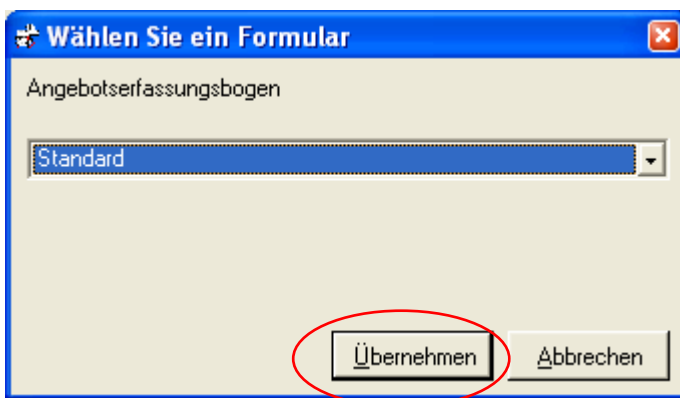 Wählen Sie ein Formular
Angebotserfassungsbogen
Standard
Übernehmen Abbrechen